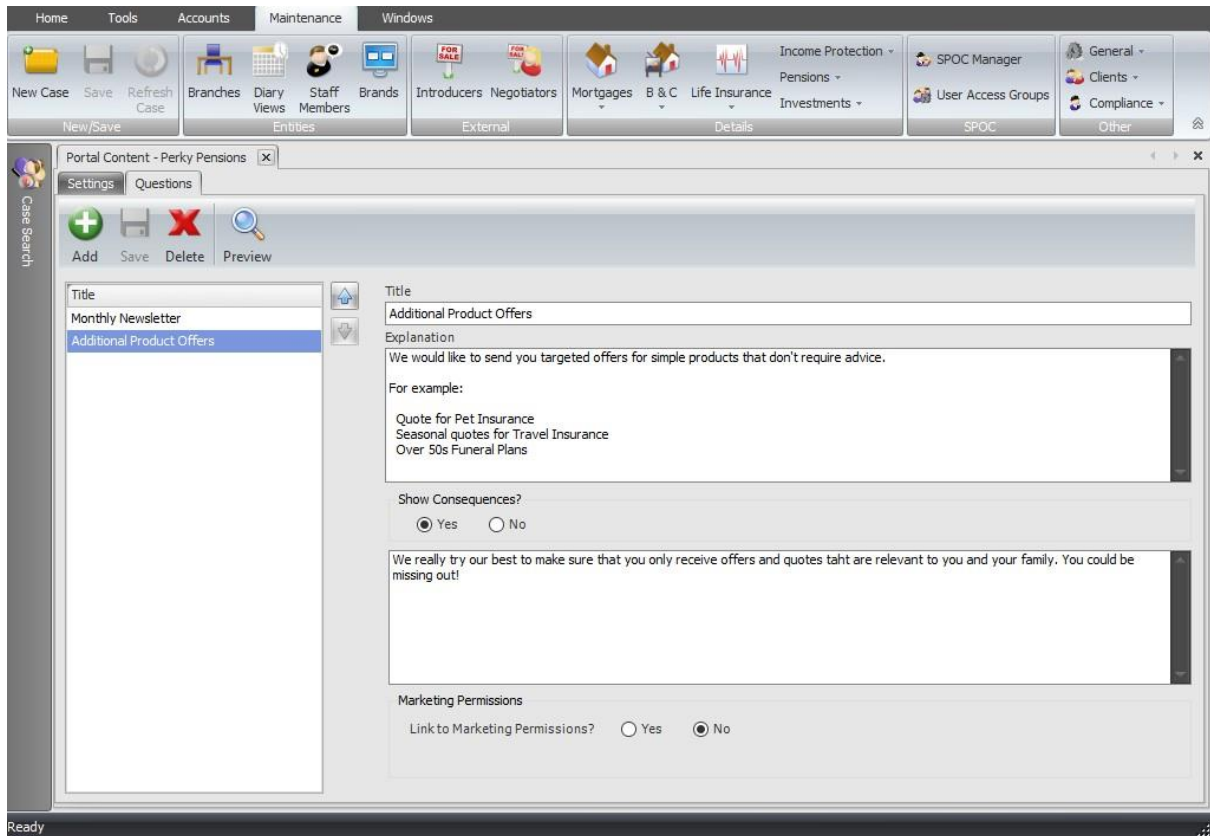 Home Tools Accounts Maintenance Windows
New Case Save Refresh Case Branches Diary Views Staff Members Brands Introducers Negotiators Mortgages B & C Life Insurance Income Protection Pensions Investments SPOC Manager User Access Groups General Clients Compliance
FOR SALE
FOR SALE
New/Save Entities External Details SPOC Other
Portal Content - Perky Pensions
Case Search
Settings Questions
Add Save Delete Preview
Title
Monthly Newsletter
Additional Product Offers
Title
Additional Product Offers
Explanation
We would like to send you targeted offers for simple products that don't require advice.
For example:
Quote for Pet Insurance
Seasonal quotes for Travel Insurance
Over 50s Funeral Plans
Show Consequences?
Yes No
We really try our best to make sure that you only receive offers and quotes taht are relevant to you and your family. You could be
missing out!
Marketing Permissions
Link to Marketing Permissions? Yes No
Ready